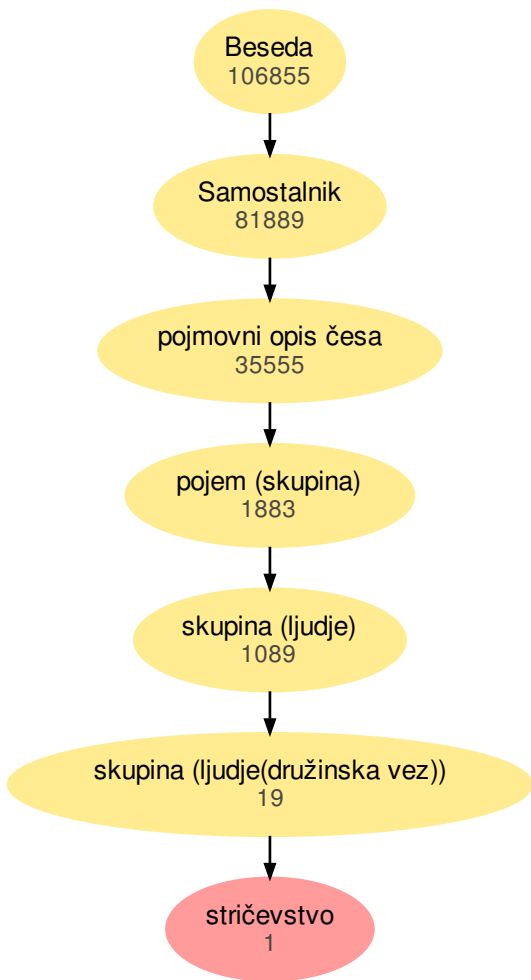 Beseda
106855
Samostalnik
81889
pojmovni opis česa
35555
pojem (skupina)
1883
skupina (ljudje)
1089
skupina (ljudje(družinska vez))
19
stričevstvo
1